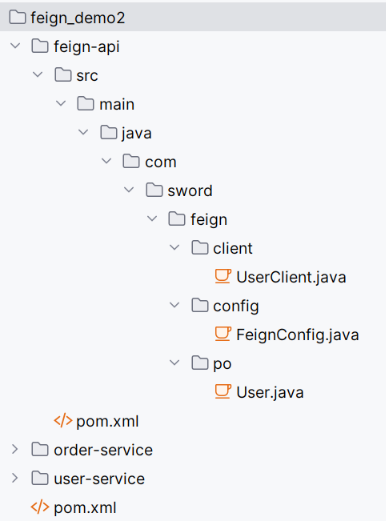 feign_demo2
feign-api
src
main
java
com
sword
feign
client
UserClient.java
config
FeignConfig.java
po
User.java
pom.xml
order-service
user-service
pom.xml